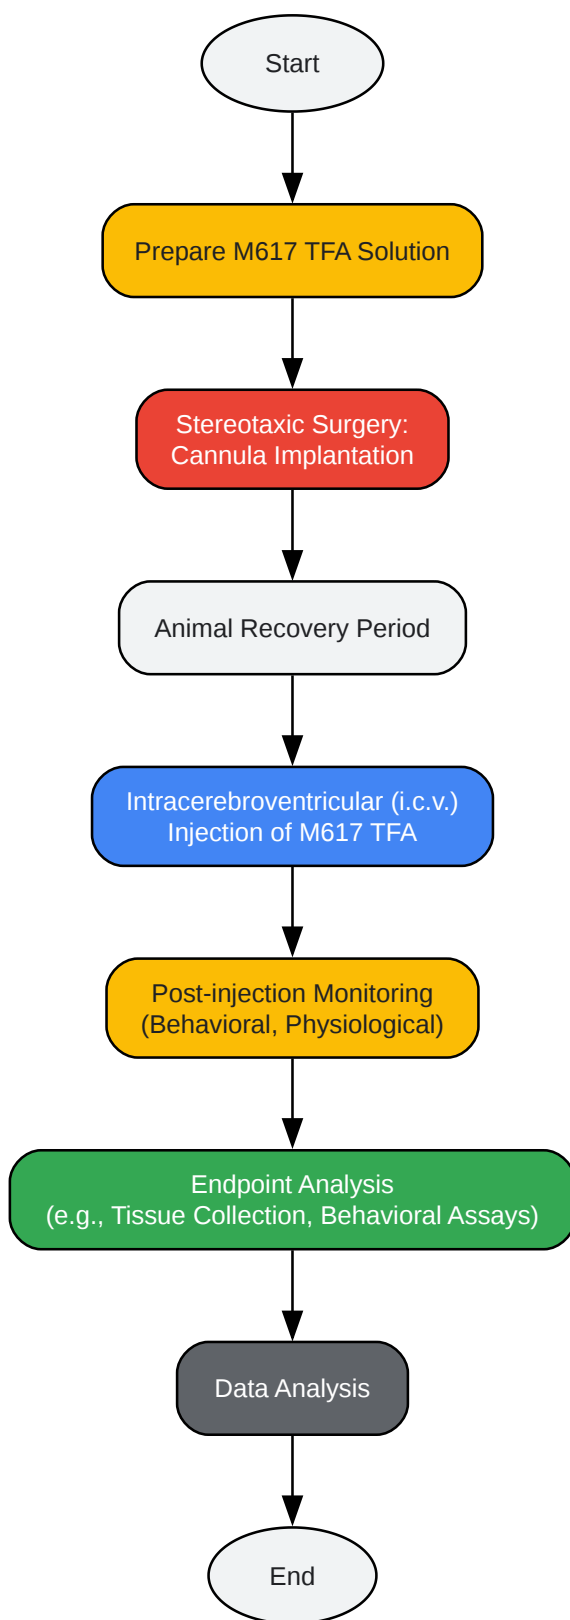 Start
Prepare M617 TFA Solution
Stereotaxic Surgery:
Cannula Implantation
Animal Recovery Period
Intracerebroventricular (i.c.v.)
Injection of M617 TFA
Post-injection Monitoring
(Behavioral, Physiological)
Endpoint Analysis
(e.g., Tissue Collection, Behavioral Assays)
Data Analysis
End